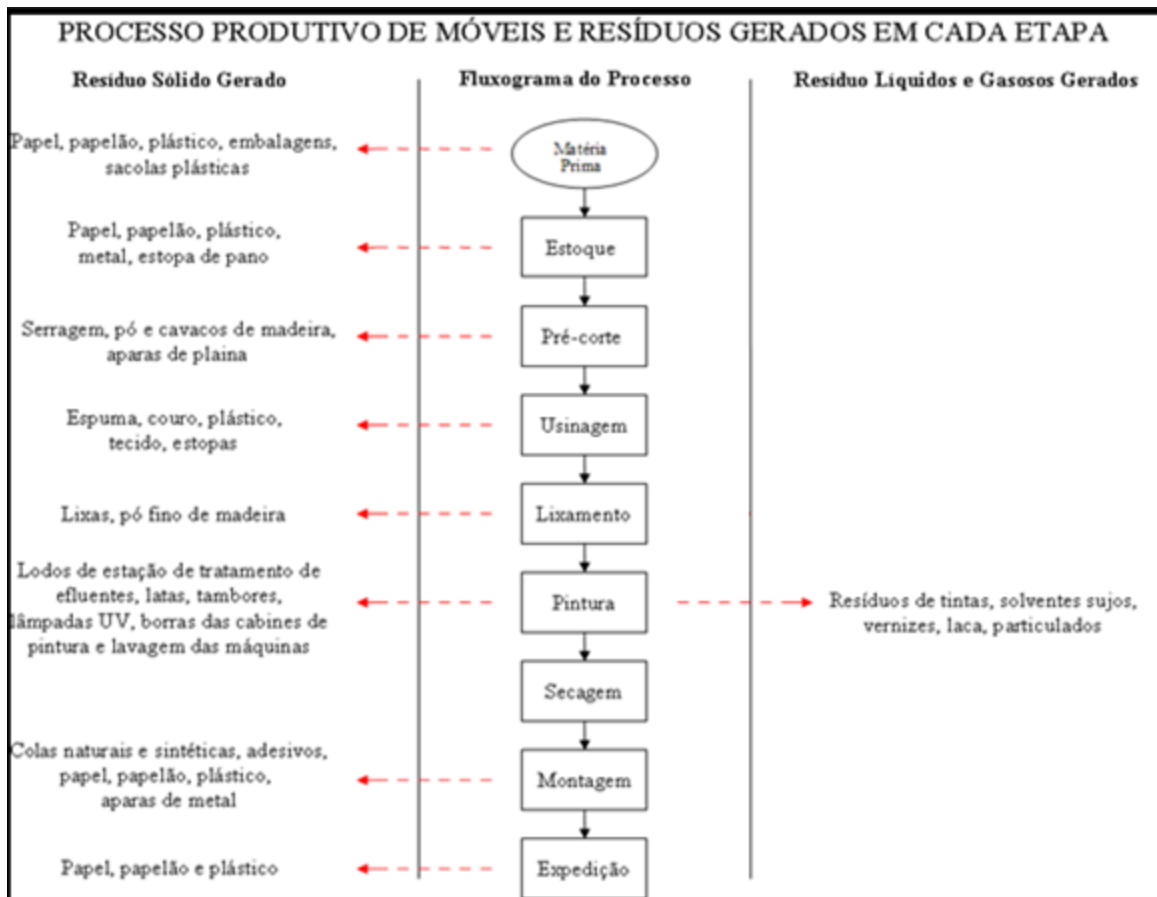 PROCESSO PRODUTIVO DE MÓVEIS E RESÍDUOS GERADOS EM CADA ETAPA
Resíduo Sólido Gerado
Fluxograma do Processo
Resíduo Líquidos e Gasosos Gerados
Papel, papelão, plástico, embalagens,
sacolas plásticas
Matéria
Prima
Papel, papelão, plástico,
metal, estopa de pano
Estoque
Serragem, pó e cavacos de madeira,
aparas de plaina
Pré-corte
Espuma, couro, plástico,
tecido, estopas
Usinagem
Lixas, pó fino de madeira
Lixamento
Lodos de estação de tratamento de
efluentes, latas, tambores,
lâmpadas UV, borras das cabines de
pintura e lavagem das máquinas
Pintura
Resíduos de tintas, solventes sujos,
vernizes, laca, particulados
Secagem
Colas naturais e sintéticas, adesivos,
papel, papelão, plástico,
aparas de metal
Montagem
Papel, papelão e plástico
Expedição